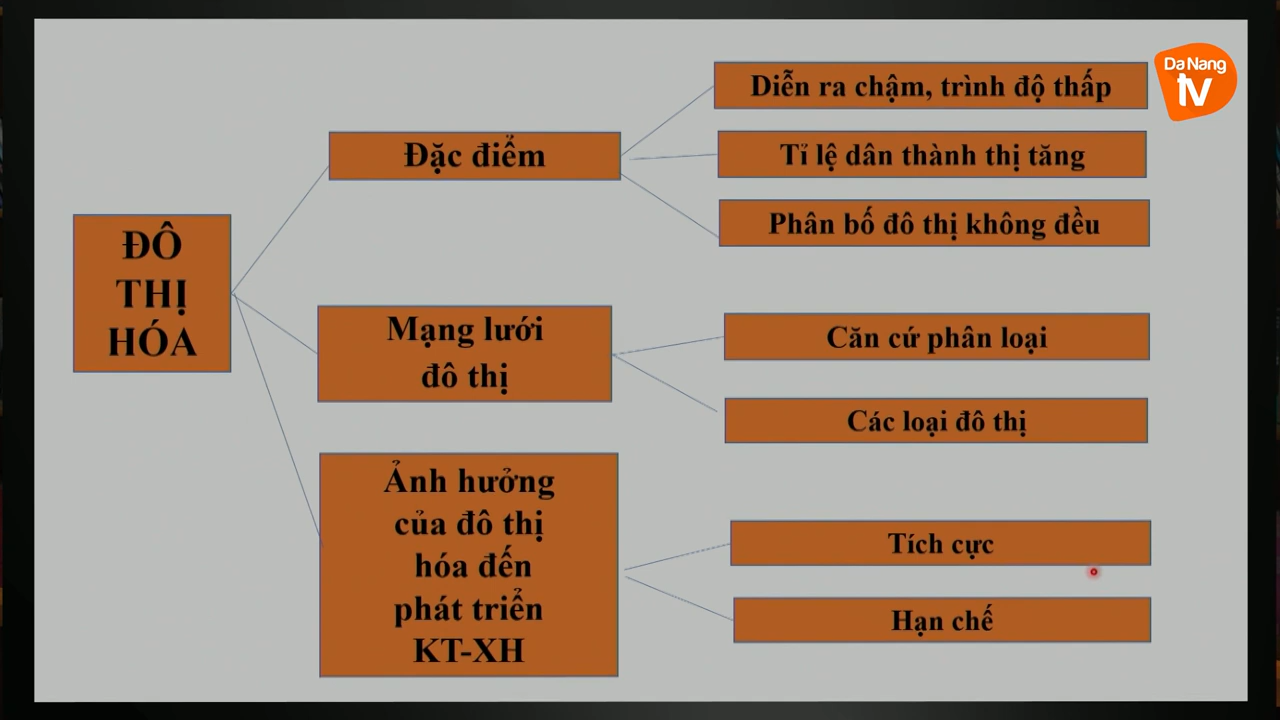 ĐÔ
THỊ
HÓA
Đặc điểm
Diễn ra chậm, trình độ thấp
Tỉ lệ dân thành thị tăng
Phân bố đô thị không đều
Mạng lưới
đô thị
Căn cứ phân loại
Các loại đô thị
Ảnh hưởng
của đô thị
hóa đến
phát triển
KT-XH
Tích cực
Hạn chế
Da Nang
tv